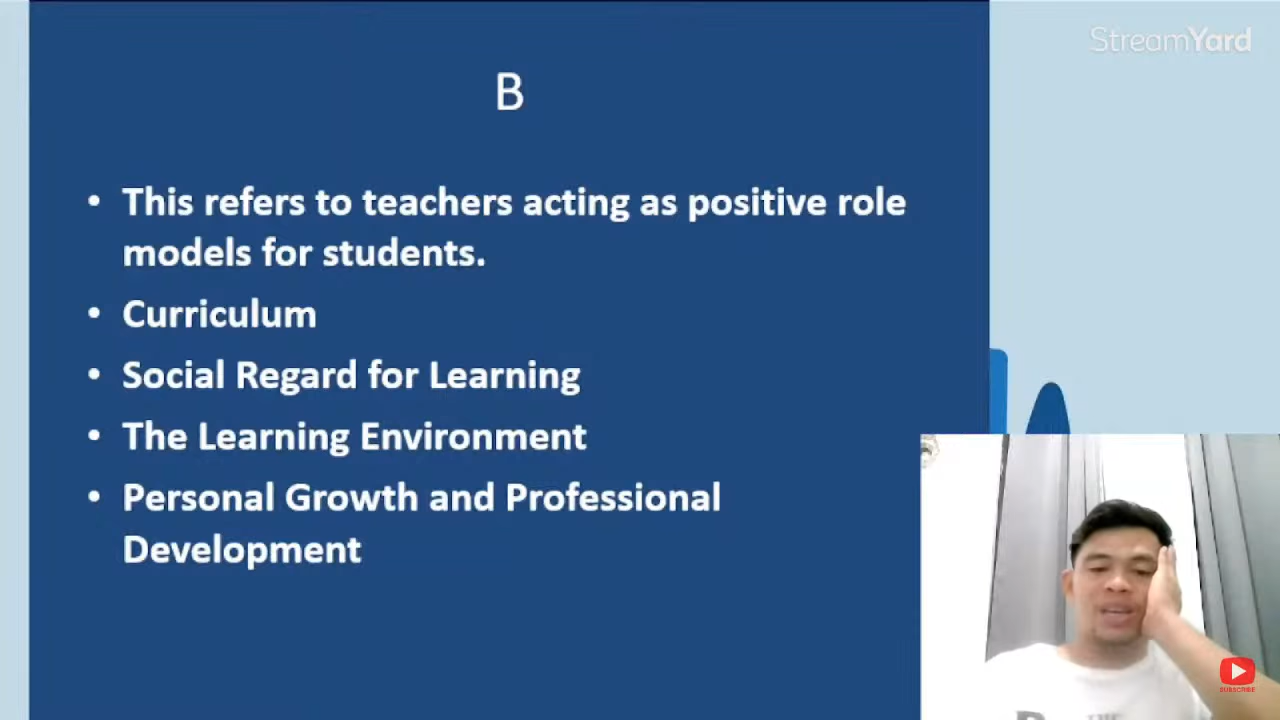 StreamYard
B
• This refers to teachers acting as positive role
models for students.
• Curriculum
• Social Regard for Learning
• The Learning Environment
• Personal Growth and Professional
Development
SUBSCRIBE